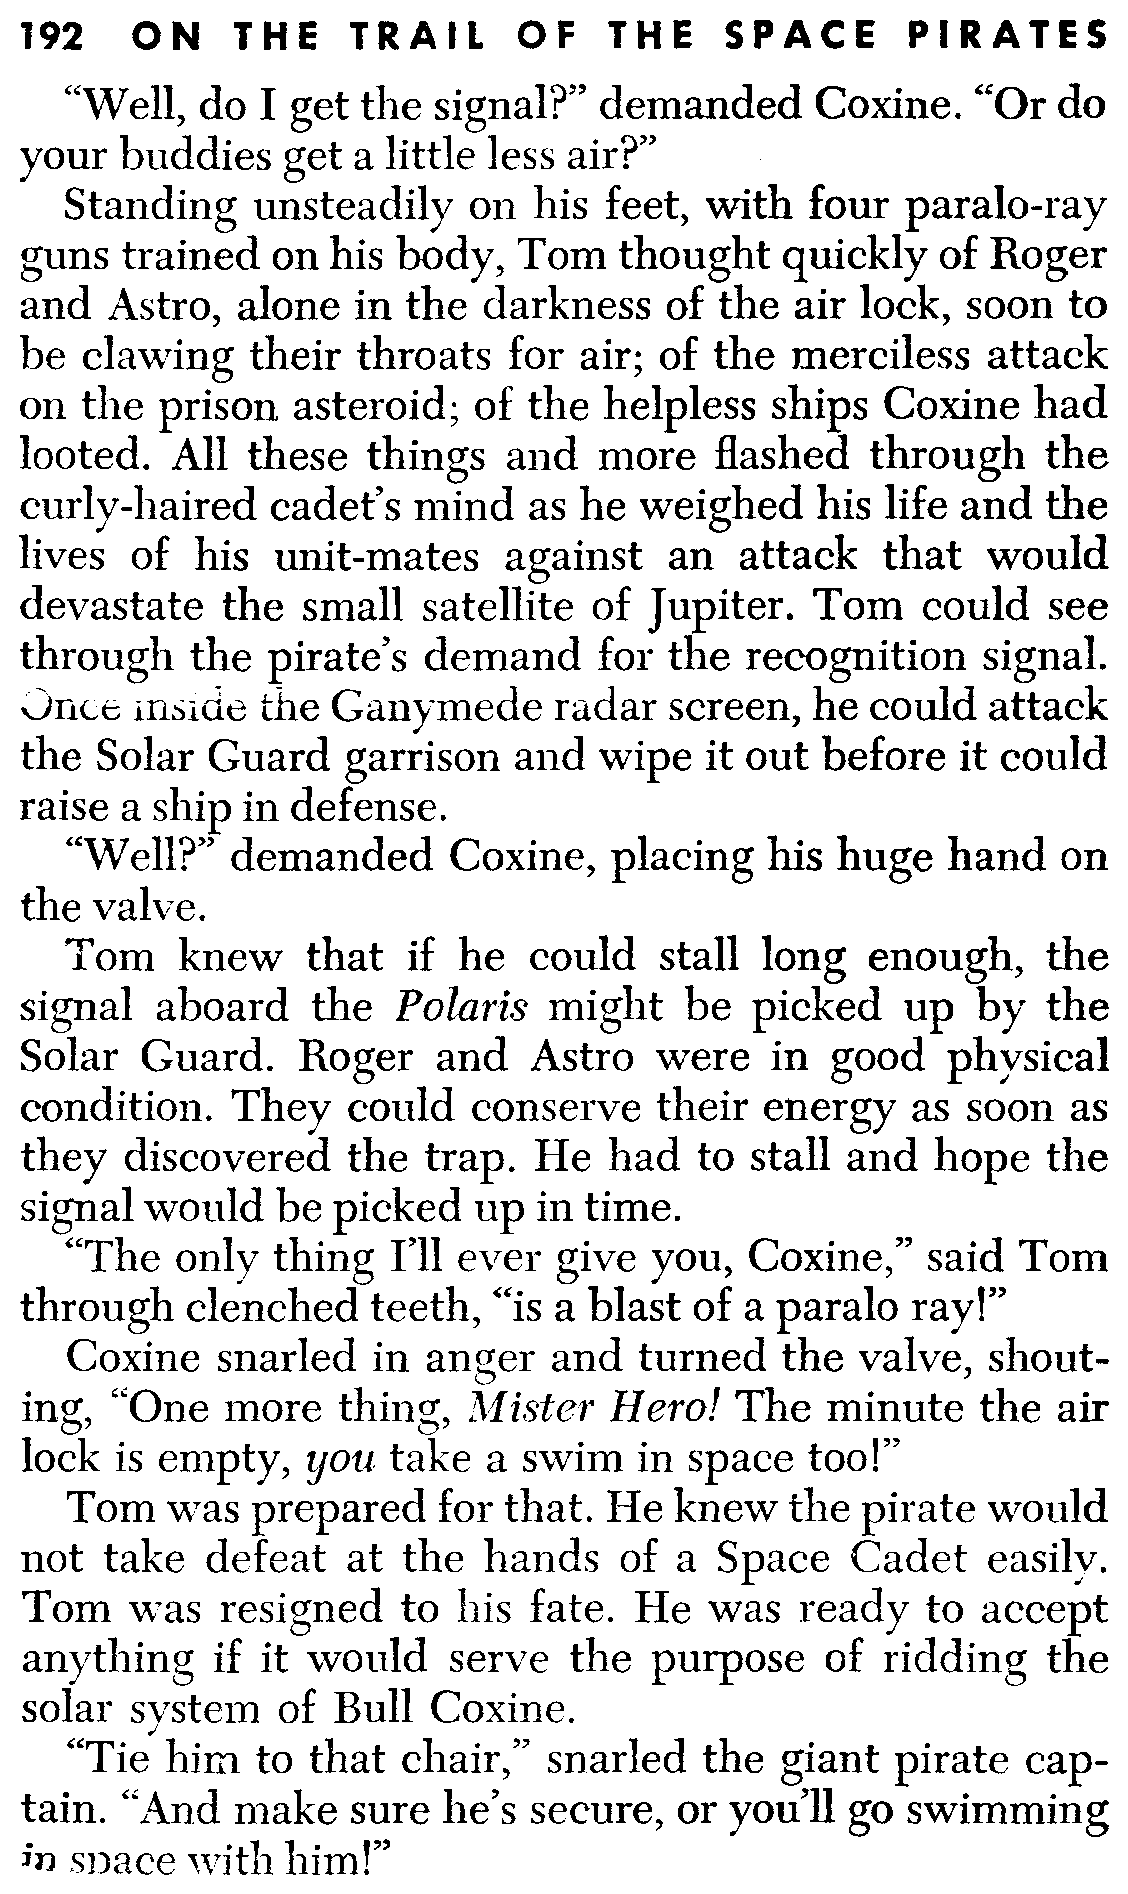 192 ON THE TRAIL OF THE SPACE PIRATES
“Well, do I get the signal?” demanded Coxine. “Or do
your buddies get a little less air?”
Standing unsteadily on his feet, with four paralo-ray
guns trained on his body, Tom thought quickly of Roger
and Astro, alone in the darkness of the air lock, soon to
be clawing their throats for air; of the merciless attack
on the prison asteroid; of the helpless ships Coxine had
looted. All these things and more flashed through the
curly-haired cadet’s mind as he weighed his life and the
lives of his unit-mates against an attack that would
devastate the small satellite of Jupiter. Tom could see
through the pirate’s demand for the recognition signal.
Once inside the Ganymede radar screen, he could attack
the Solar Guard garrison and wipe it out before it could
raise a ship in defense.
“Well?” demanded Coxine, placing his huge hand on
the valve.
Tom knew that if he could stall long enough, the
signal aboard the Polaris might be picked up by the
Solar Guard. Roger and Astro were in good physical
condition. They could conserve their energy as soon as
they discovered the trap. He had to stall and hope the
signal would be picked up in time.
“The only thing I’ll ever give you, Coxine,” said Tom
through clenched teeth, “is a blast of a paralo ray!”
Coxine snarled in anger and turned the valve, shout-
ing, “One more thing, Mister Hero! The minute the air
lock is empty, you take a swim in space too!”
Tom was prepared for that. He knew the pirate would
not take defeat at the hands of a Space Cadet easily.
Tom was resigned to his fate. He was ready to accept
anything if it would serve the purpose of ridding the
solar system of Bull Coxine.
“Tie him to that chair,” snarled the giant pirate cap-
tain. “And make sure he’s secure, or you’ll go swimming
in space with him!”